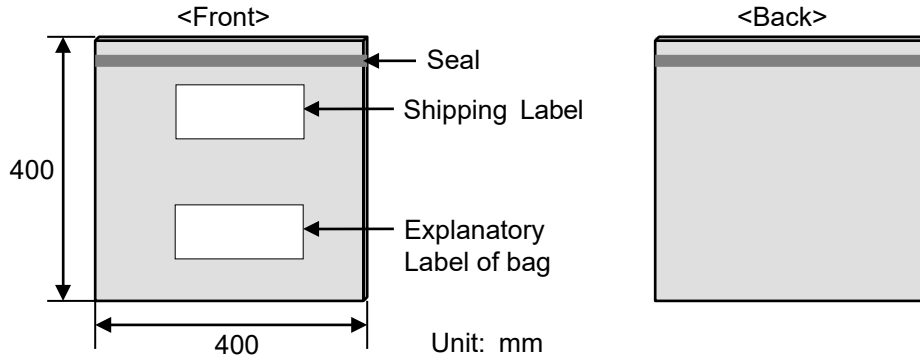 <Front>
<Back>
Seal
Shipping Label
400
Explanatory
Label of bag
400
Unit: mm